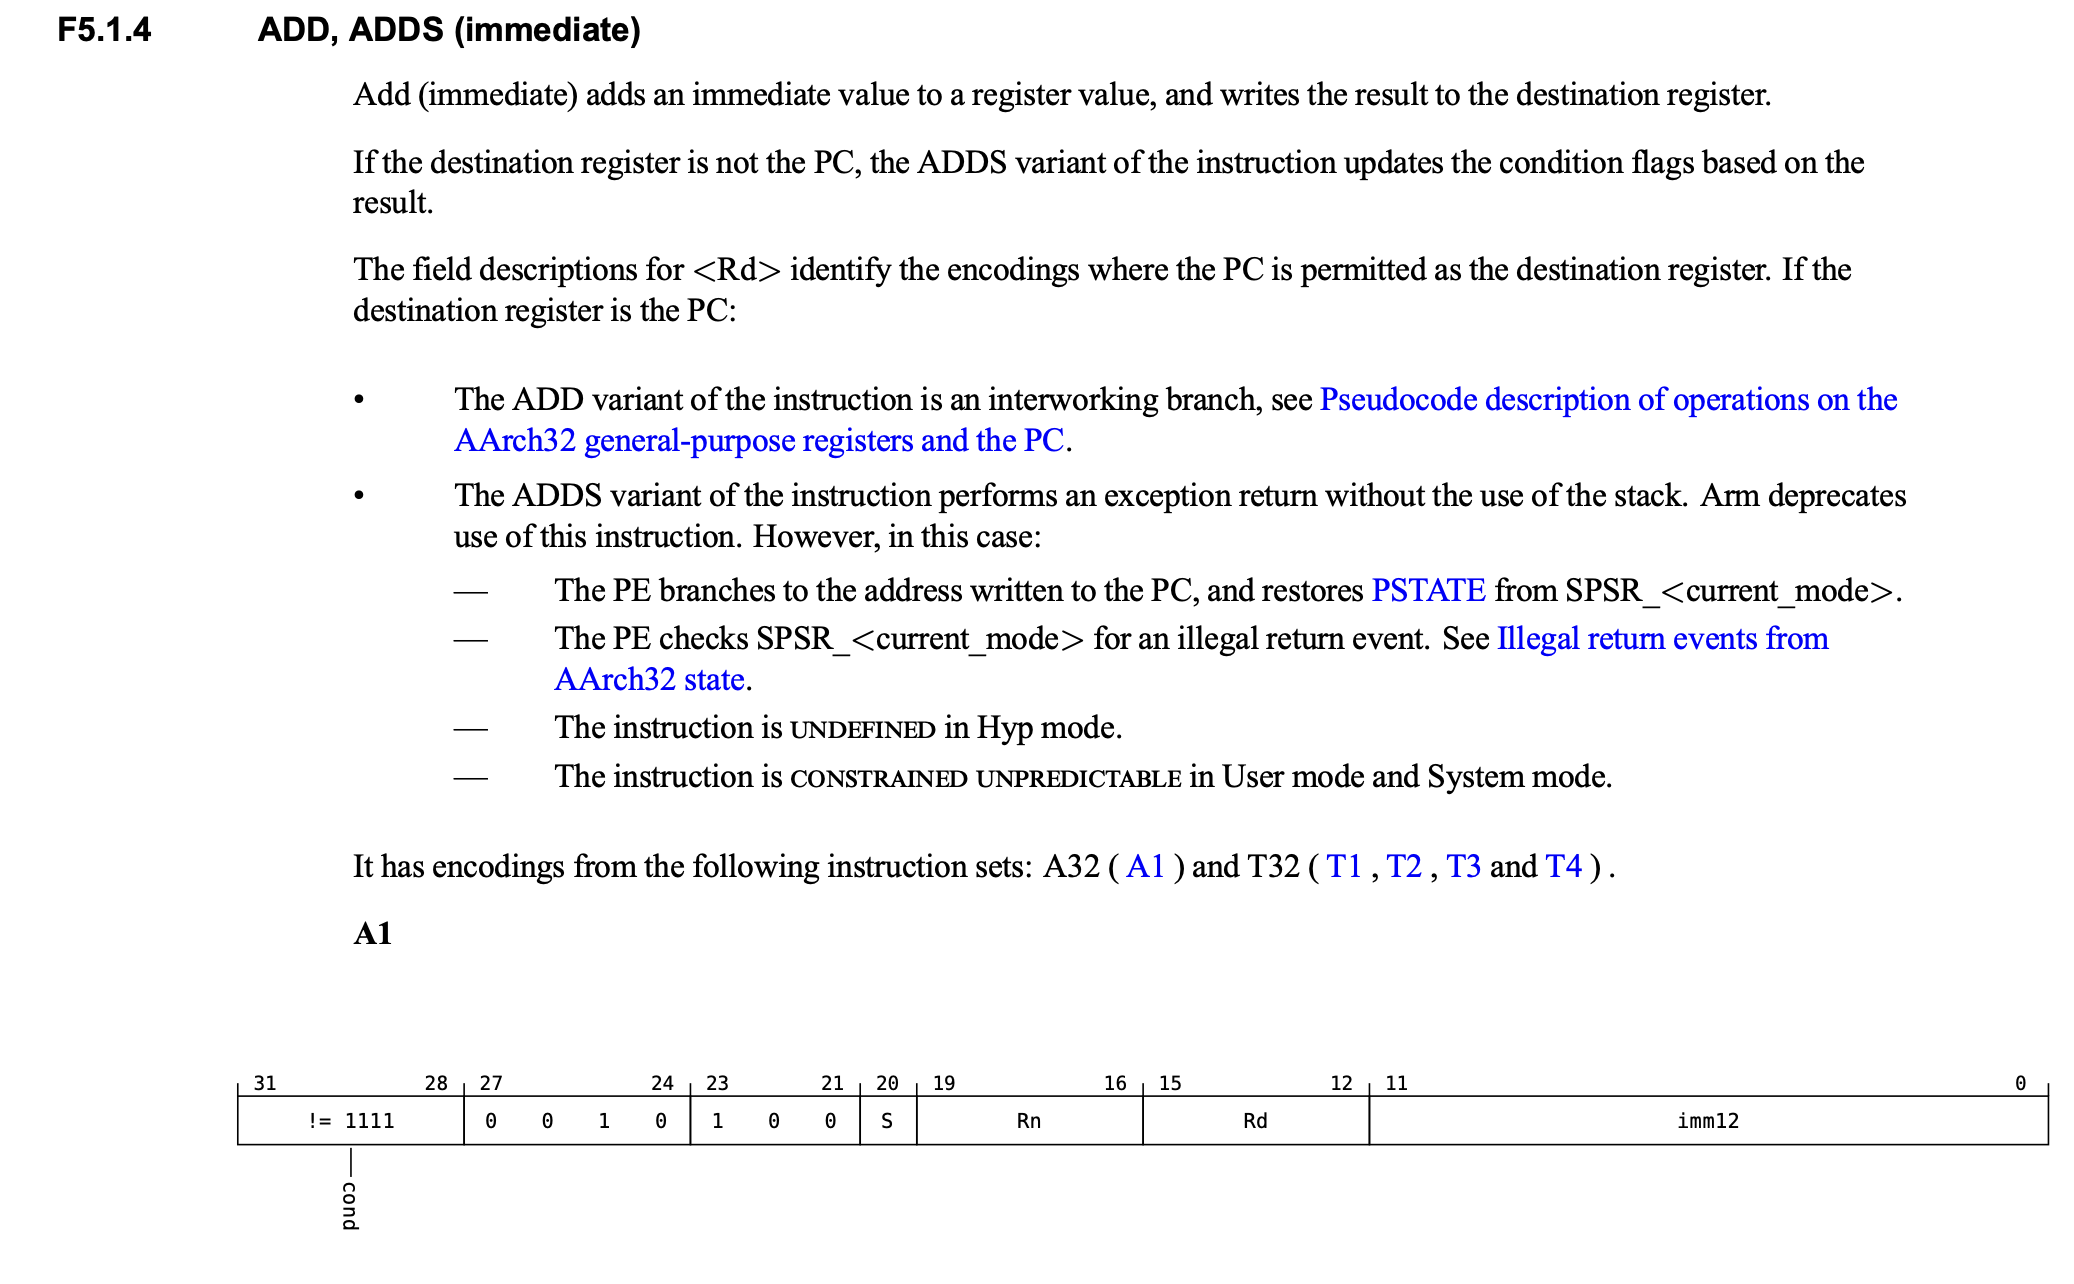 F5.1.4 ADD, ADDS (immediate)
Add (immediate) adds an immediate value to a register value, and writes the result to the destination register.
If the destination register is not the PC, the ADDS variant of the instruction updates the condition flags based on the
result.
The field descriptions for <Rd> identify the encodings where the PC is permitted as the destination register. If the
destination register is the PC:
• The ADD variant of the instruction is an interworking branch, see Pseudocode description of operations on the
AArch32 general-purpose registers and the PC.
• The ADDS variant of the instruction performs an exception return without the use of the stack. Arm deprecates
use of this instruction. However, in this case:
— The PE branches to the address written to the PC, and restores PSTATE from SPSR_<current_mode>.
— The PE checks SPSR_<current_mode> for an illegal return event. See Illegal return events from
AArch32 state.
— The instruction is UNDEFINED in Hyp mode.
— The instruction is CONSTRAINED UNPREDICTABLE in User mode and System mode.
It has encodings from the following instruction sets: A32 ( A1 ) and T32 ( T1 , T2 , T3 and T4 ) .
A1
31 28 27 24 23 21 20 19 16 15 12 11 0
!= 1111 0 0 1 0 1 0 0 S Rn Rd imm12
cond